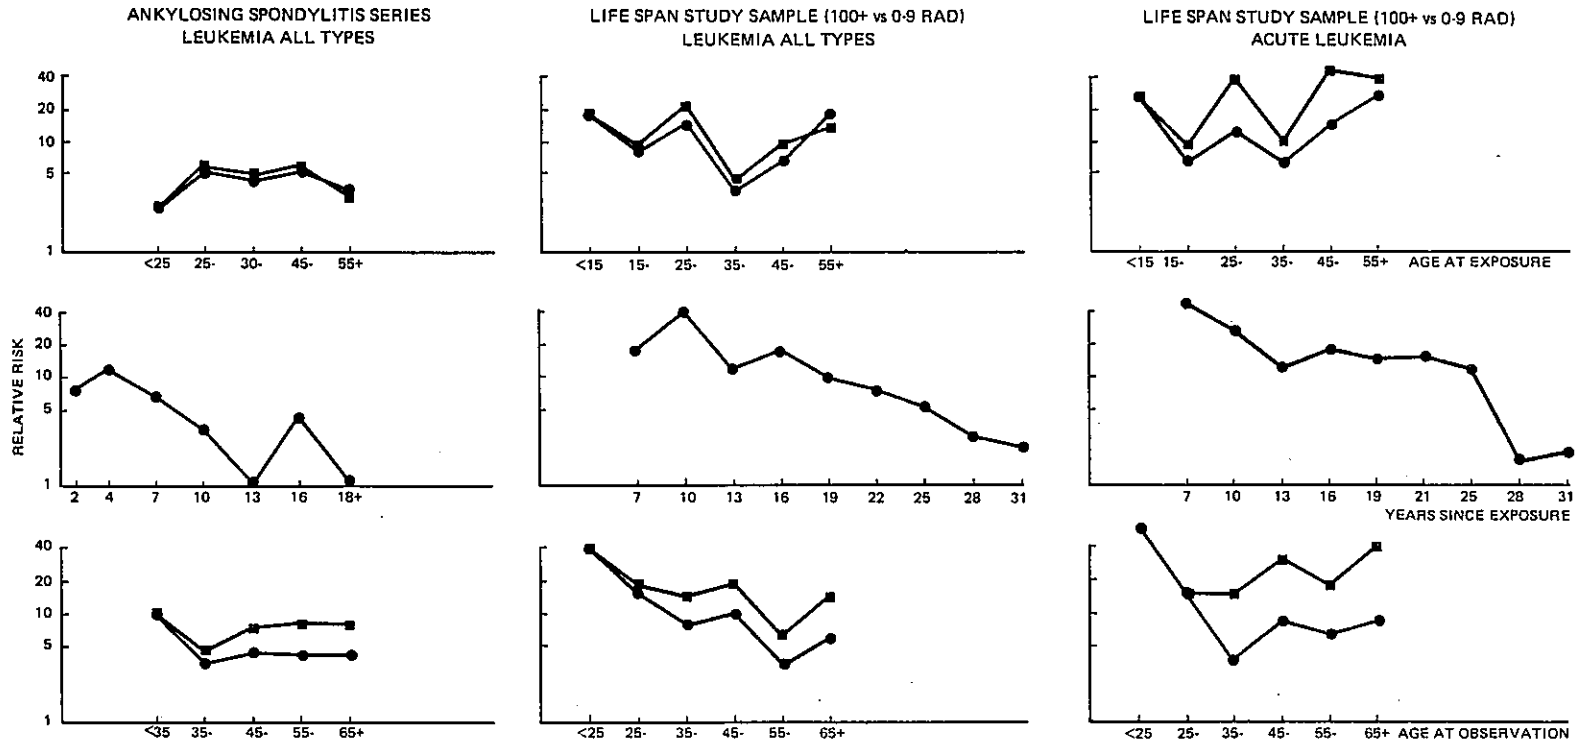 ANKYLOSING SPONDYLITIS SERIES
LEUKEMIA ALL TYPES
LIFE SPAN STUDY SAMPLE (100+ vs 0-9 RAD)
LEUKEMIA ALL TYPES
LIFE SPAN STUDY SAMPLE (100+ vs 0-9 RAD)
ACUTE LEUKEMIA
40
20
10
5
1
<25 25- 30- 45- 55+
<15 15- 25- 35- 45- 55+
<15 15- 25- 35- 45- 55+ AGE AT EXPOSURE
RELATIVE RISK
40
20
10
5
1
2 4 7 10 13 16 18+
7 10 13 16 19 22 25 28 31
7 10 13 16 19 21 25 28 31
YEARS SINCE EXPOSURE
40
20
10
5
1
<35 35- 45- 55- 65+
<25 25- 35- 45- 55- 65+
<25 25- 35- 45- 55- 65+ AGE AT OBSERVATION